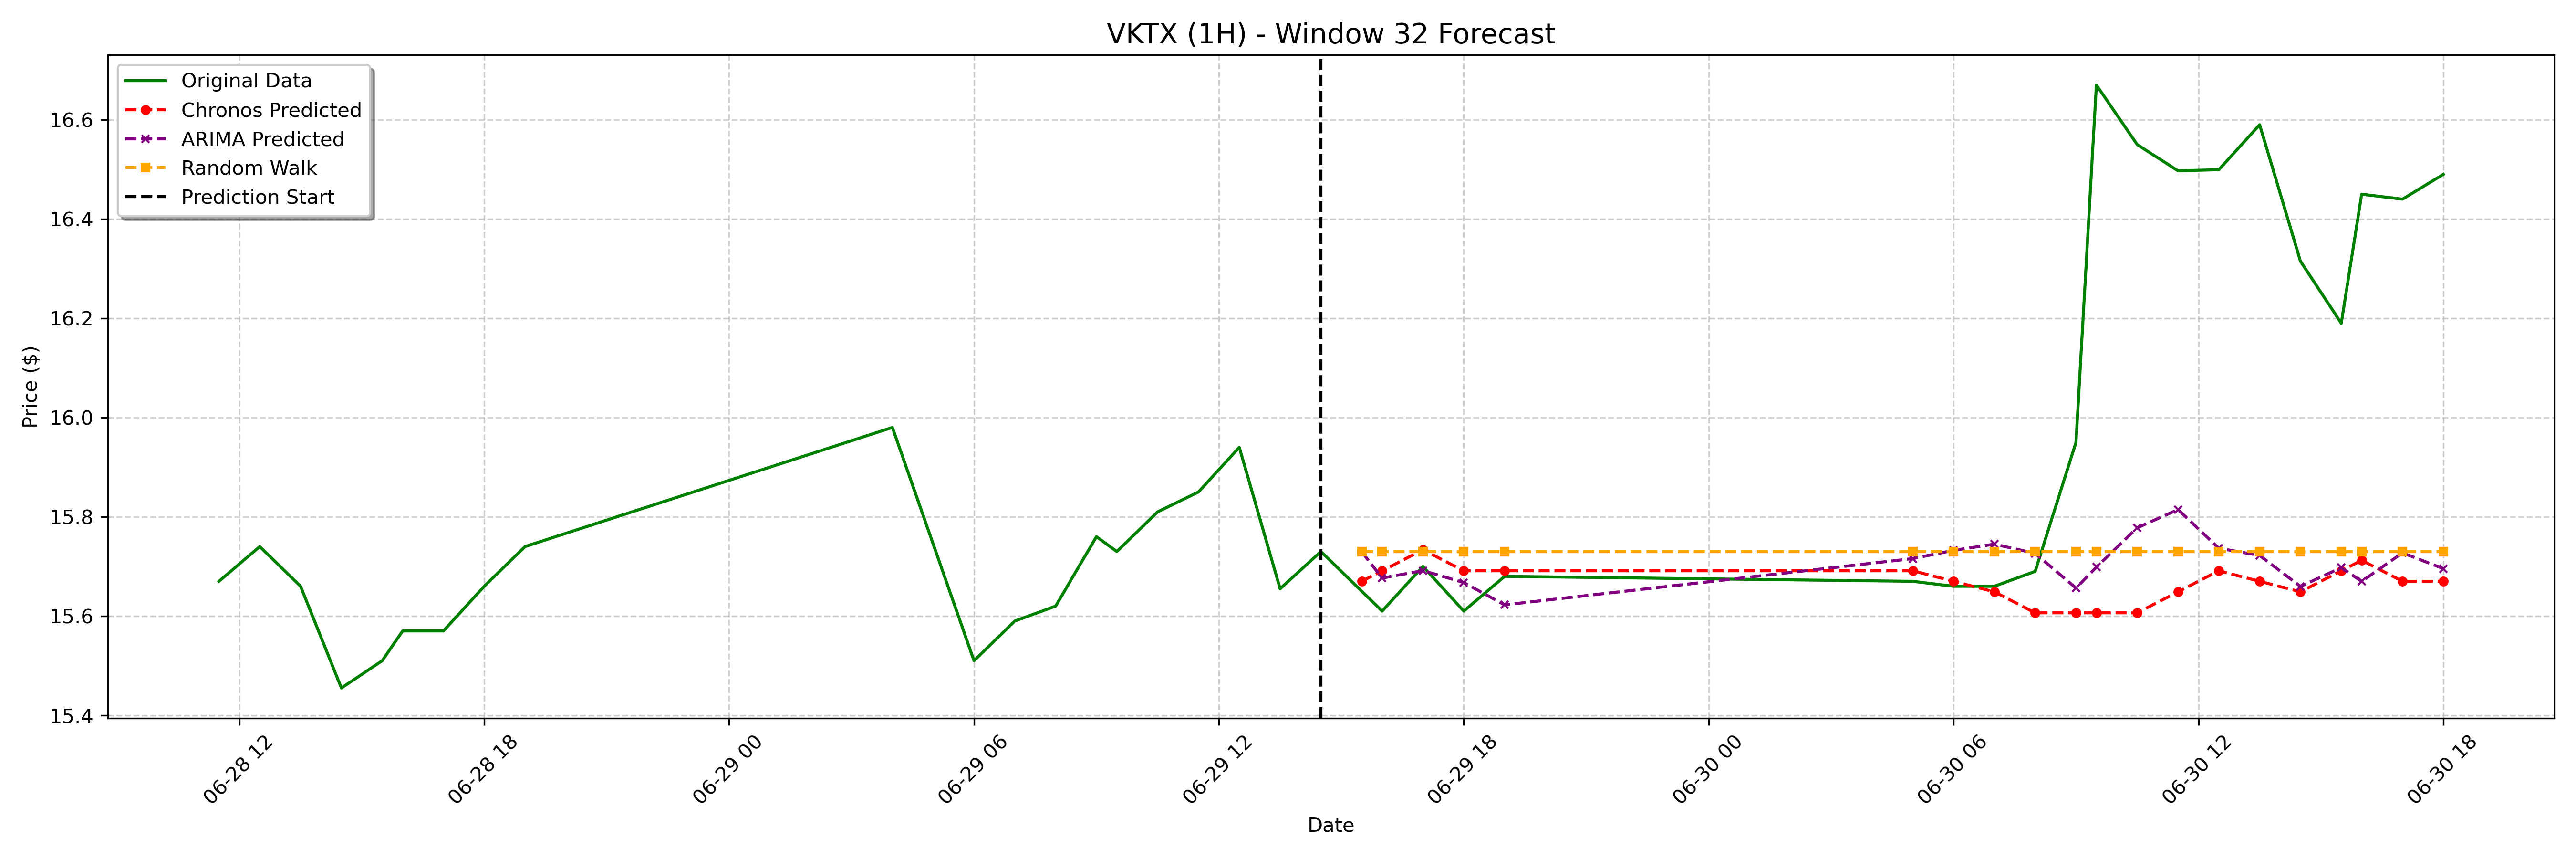 VKTX (1H) - Window 32 Forecast
Original Data
Chronos Predicted
ARIMA Predicted
Random Walk
Prediction Start
Price ($)
16.6
16.4
16.2
16.0
15.8
15.6
15.4
06-28 12
06-28 18
06-29 00
06-29 06
06-29 12
06-29 18
06-30 00
06-30 06
06-30 12
06-30 18
Date